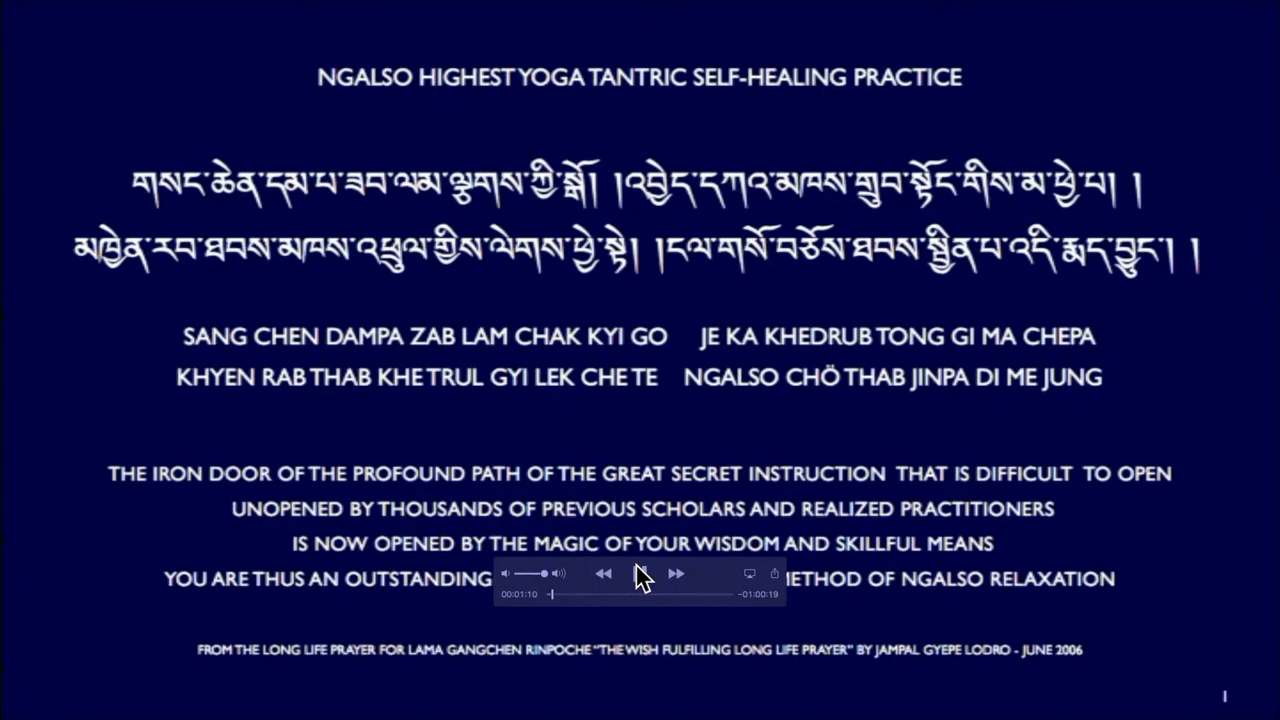 NGALSO HIGHEST YOGA TANTRIC SELF-HEALING PRACTICE
གསང་ཆེན་དམ་པ་ཟབ་ལམ་ལྕགས་ཀྱི་སྒོ། །འབྱེད་དཀའ་མཁས་གྲུབ་སྟོང་གིས་མ་ཕྱེ་པ། །
མཁྱེན་རབ་ཐབས་མཁས་འཕྲུལ་གྱིས་ལེགས་ཕྱེ་སྟེ། །ངལ་གསོ་བཅོས་ཐབས་སྦྱིན་པ་འདི་རྨད་བྱུང་། །
SANG CHEN DAMPA ZAB LAM CHAK KYI GO JE KA KHEDRUB TONG GI MA CHEPA
KHYEN RAB THAB KHE TRUL GYI LEK CHE TE NGALSO CHÖ THAB JINPA DI ME JUNG
THE IRON DOOR OF THE PROFOUND PATH OF THE GREAT SECRET INSTRUCTION THAT IS DIFFICULT TO OPEN
UNOPENED BY THOUSANDS OF PREVIOUS SCHOLARS AND REALIZED PRACTITIONERS
IS NOW OPENED BY THE MAGIC OF YOUR WISDOM AND SKILLFUL MEANS
YOU ARE THUS AN OUTSTANDING OF NGALSO RELAXATION
00:01:10 -01:00:19
FROM THE LONG LIFE PRAYER FOR LAMA GANGCHEN RINPOCHE "THE WISH FULFILLING LONG LIFE PRAYER" BY JAMPAL GYEPE LODRO - JUNE 2006
1